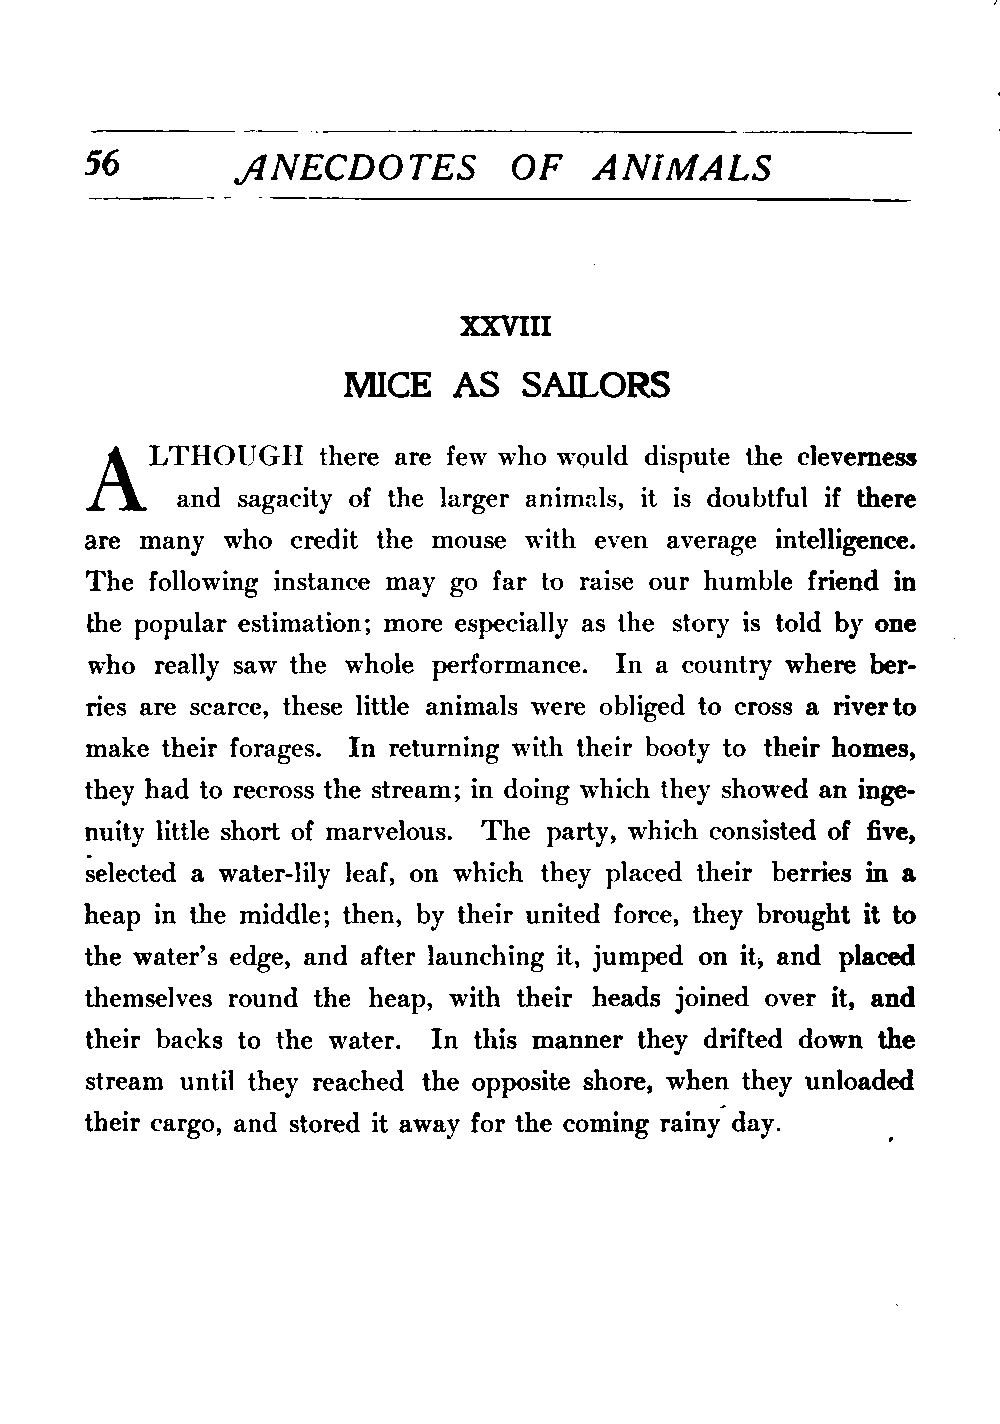 56 ANECDOTES OF ANIMALS
XXVIII
MICE AS SAILORS
ALTHOUGH there are few who would dispute the cleverness
and sagacity of the larger animals, it is doubtful if there
are many who credit the mouse with even average intelligence.
The following instance may go far to raise our humble friend in
the popular estimation; more especially as the story is told by one
who really saw the whole performance. In a country where ber-
ries are scarce, these little animals were obliged to cross a river to
make their forages. In returning with their booty to their homes,
they had to recross the stream; in doing which they showed an inge-
nuity little short of marvelous. The party, which consisted of five,
selected a water-lily leaf, on which they placed their berries in a
heap in the middle; then, by their united force, they brought it to
the water's edge, and after launching it, jumped on it, and placed
themselves round the heap, with their heads joined over it, and
their backs to the water. In this manner they drifted down the
stream until they reached the opposite shore, when they unloaded
their cargo, and stored it away for the coming rainy day.